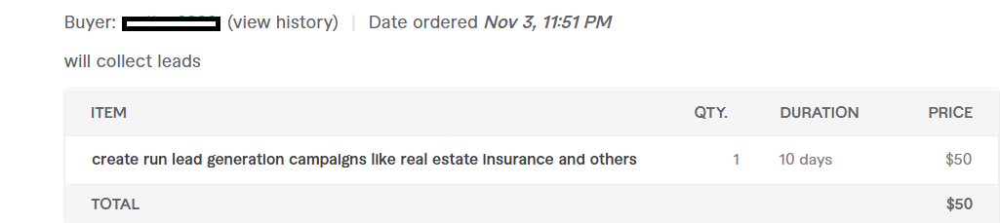 Buyer: (view history) | Date ordered Nov 3, 11:51 PM
will collect leads
ITEM QTY. DURATION PRICE
create run lead generation campaigns like real estate insurance and others 1 10 days $50
TOTAL $50